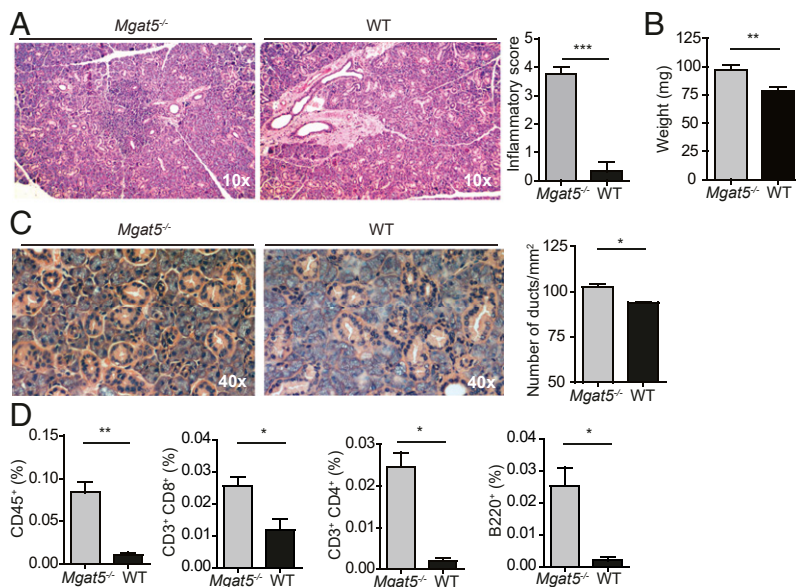 A
Mgat5-/-
WT
10x
10x
Inflammatory score
6
5
4
3
2
1
0
***
Mgat5-/- WT
B
Weight (mg)
125
100
75
50
25
0
**
Mgat5-/- WT
C
Mgat5-/-
WT
40x
40x
Number of ducts/mm2
125
100
75
50
*
Mgat5-/- WT
D
CD45+ (%)
0.15
0.10
0.05
0.00
**
Mgat5-/- WT
CD3+ CD8+ (%)
0.04
0.03
0.02
0.01
0.00
*
Mgat5-/- WT
CD3+ CD4+ (%)
0.03
0.02
0.01
0.00
*
Mgat5-/- WT
B220+ (%)
0.04
0.03
0.02
0.01
0.00
*
Mgat5-/- WT